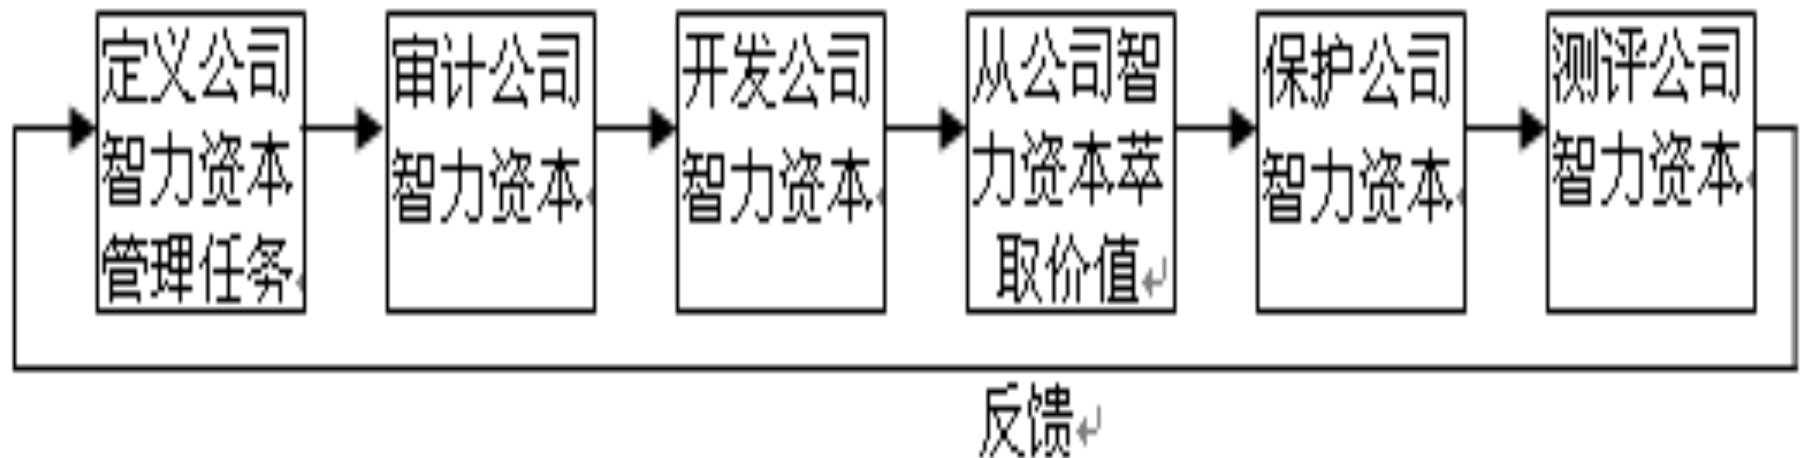 定义公司
智力资本
管理任务
审计公司
智力资本
开发公司
智力资本
从公司智
力资本萃
取价值
保护公司
智力资本
测评公司
智力资本
反馈